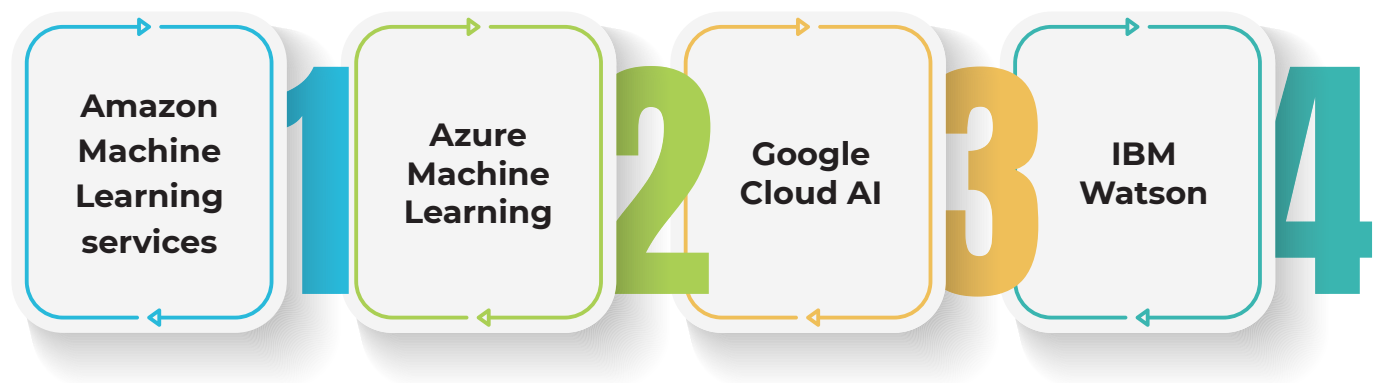 Amazon
Machine
Learning
services
1
Azure
Machine
Learning
2
Google
Cloud AI
3
IBM
Watson
4